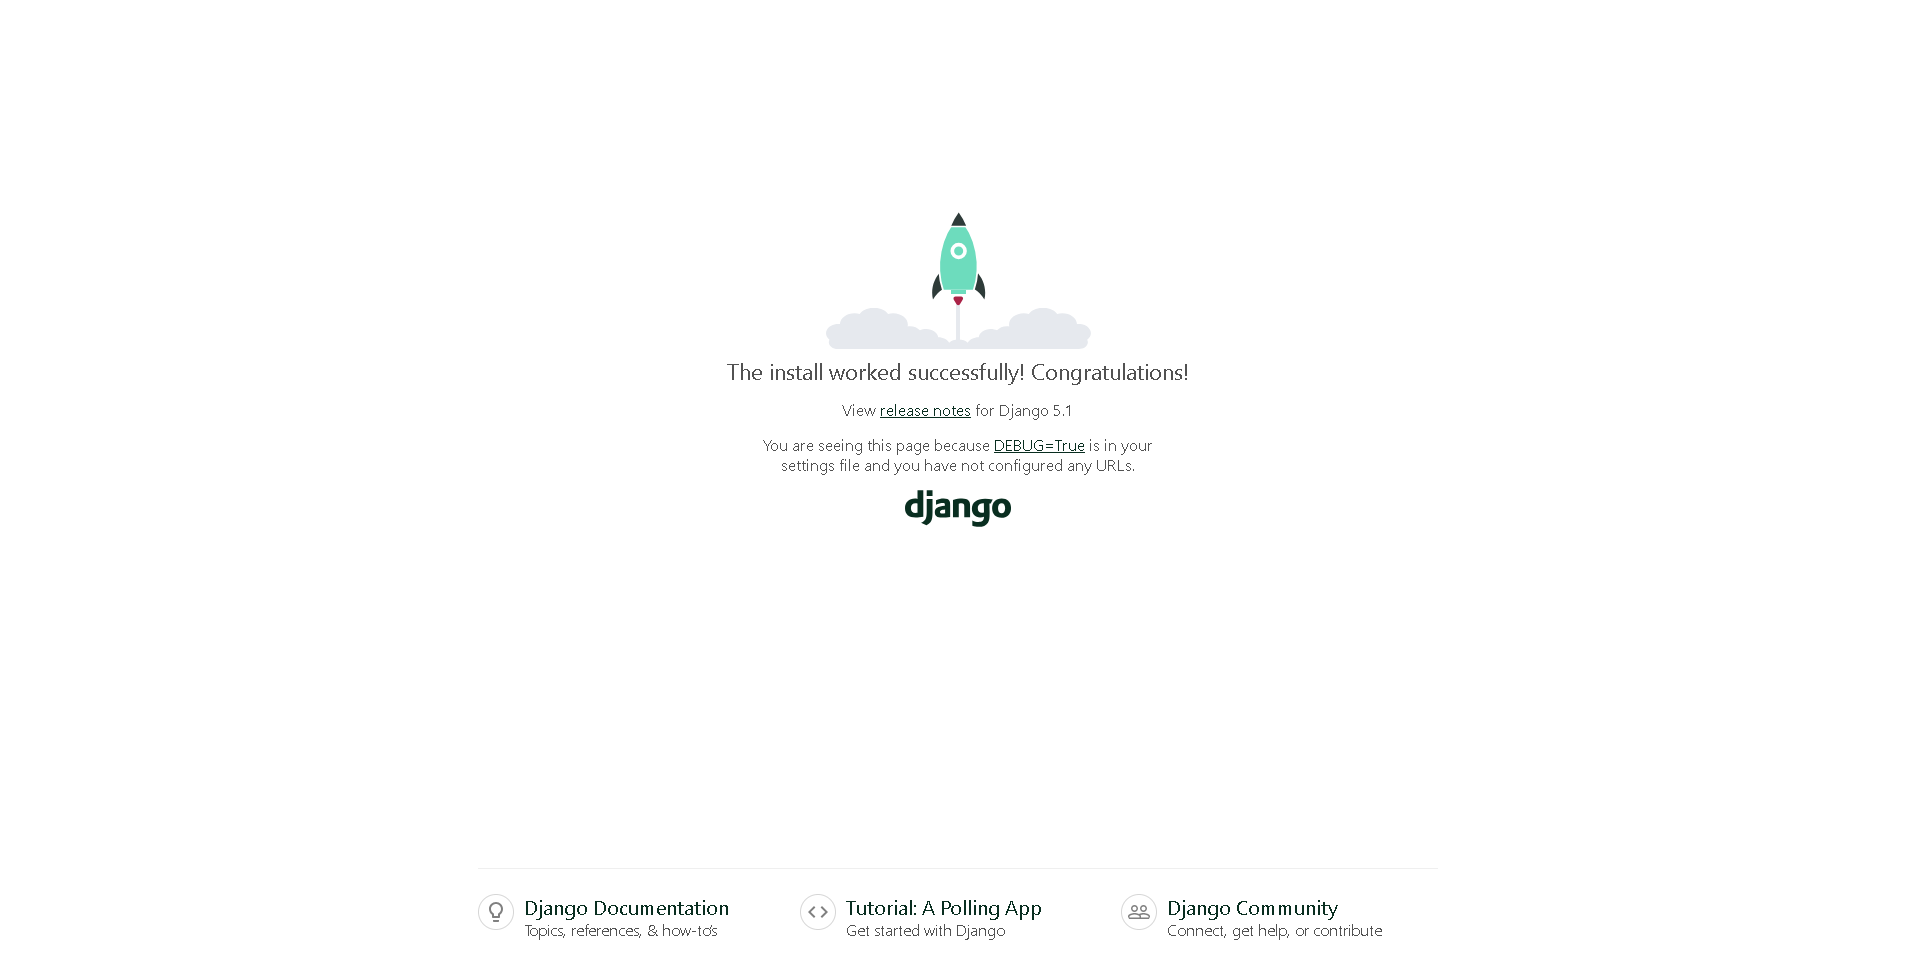 The install worked successfully! Congratulations!
View release notes for Django 5.1
You are seeing this page because DEBUG=True is in your
settings file and you have not configured any URLs.
django
Django Documentation
Topics, references, & how-to's
Tutorial: A Polling App
Get started with Django
Django Community
Connect, get help, or contribute